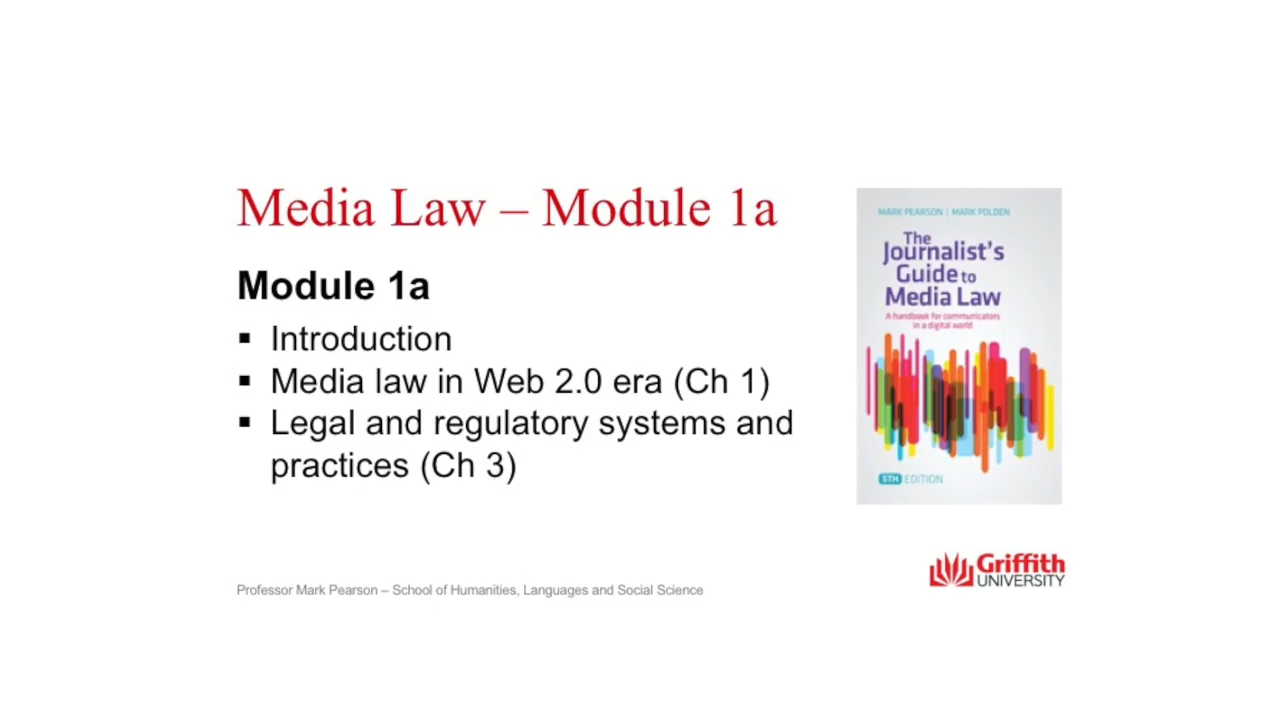 Media Law – Module 1a
Module 1a
▪ Introduction
▪ Media law in Web 2.0 era (Ch 1)
▪ Legal and regulatory systems and
practices (Ch 3)
MARK PEARSON | MARK POLDEN
The
Journalist's
Guide to
Media Law
A handbook for communicators
in a digital world
5TH EDITION
Griffith
UNIVERSITY
Professor Mark Pearson – School of Humanities, Languages and Social Science